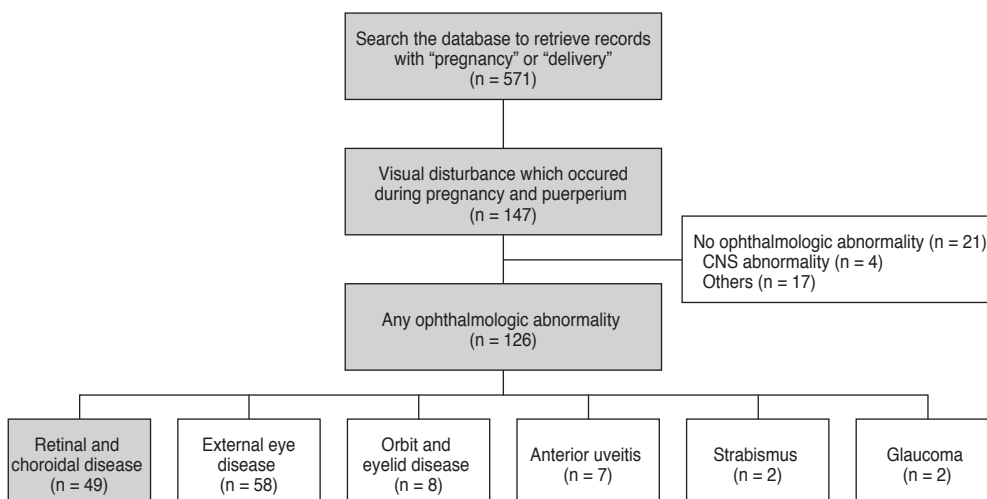 Search the database to retrieve records
with “pregnancy” or “delivery”
(n = 571)
Visual disturbance which occured
during pregnancy and puerperium
(n = 147)
No ophthalmologic abnormality (n = 21)
CNS abnormality (n = 4)
Others (n = 17)
Any ophthalmologic abnormality
(n = 126)
Retinal and
choroidal disease
(n = 49)
External eye
disease
(n = 58)
Orbit and
eyelid disease
(n = 8)
Anterior uveitis
(n = 7)
Strabismus
(n = 2)
Glaucoma
(n = 2)